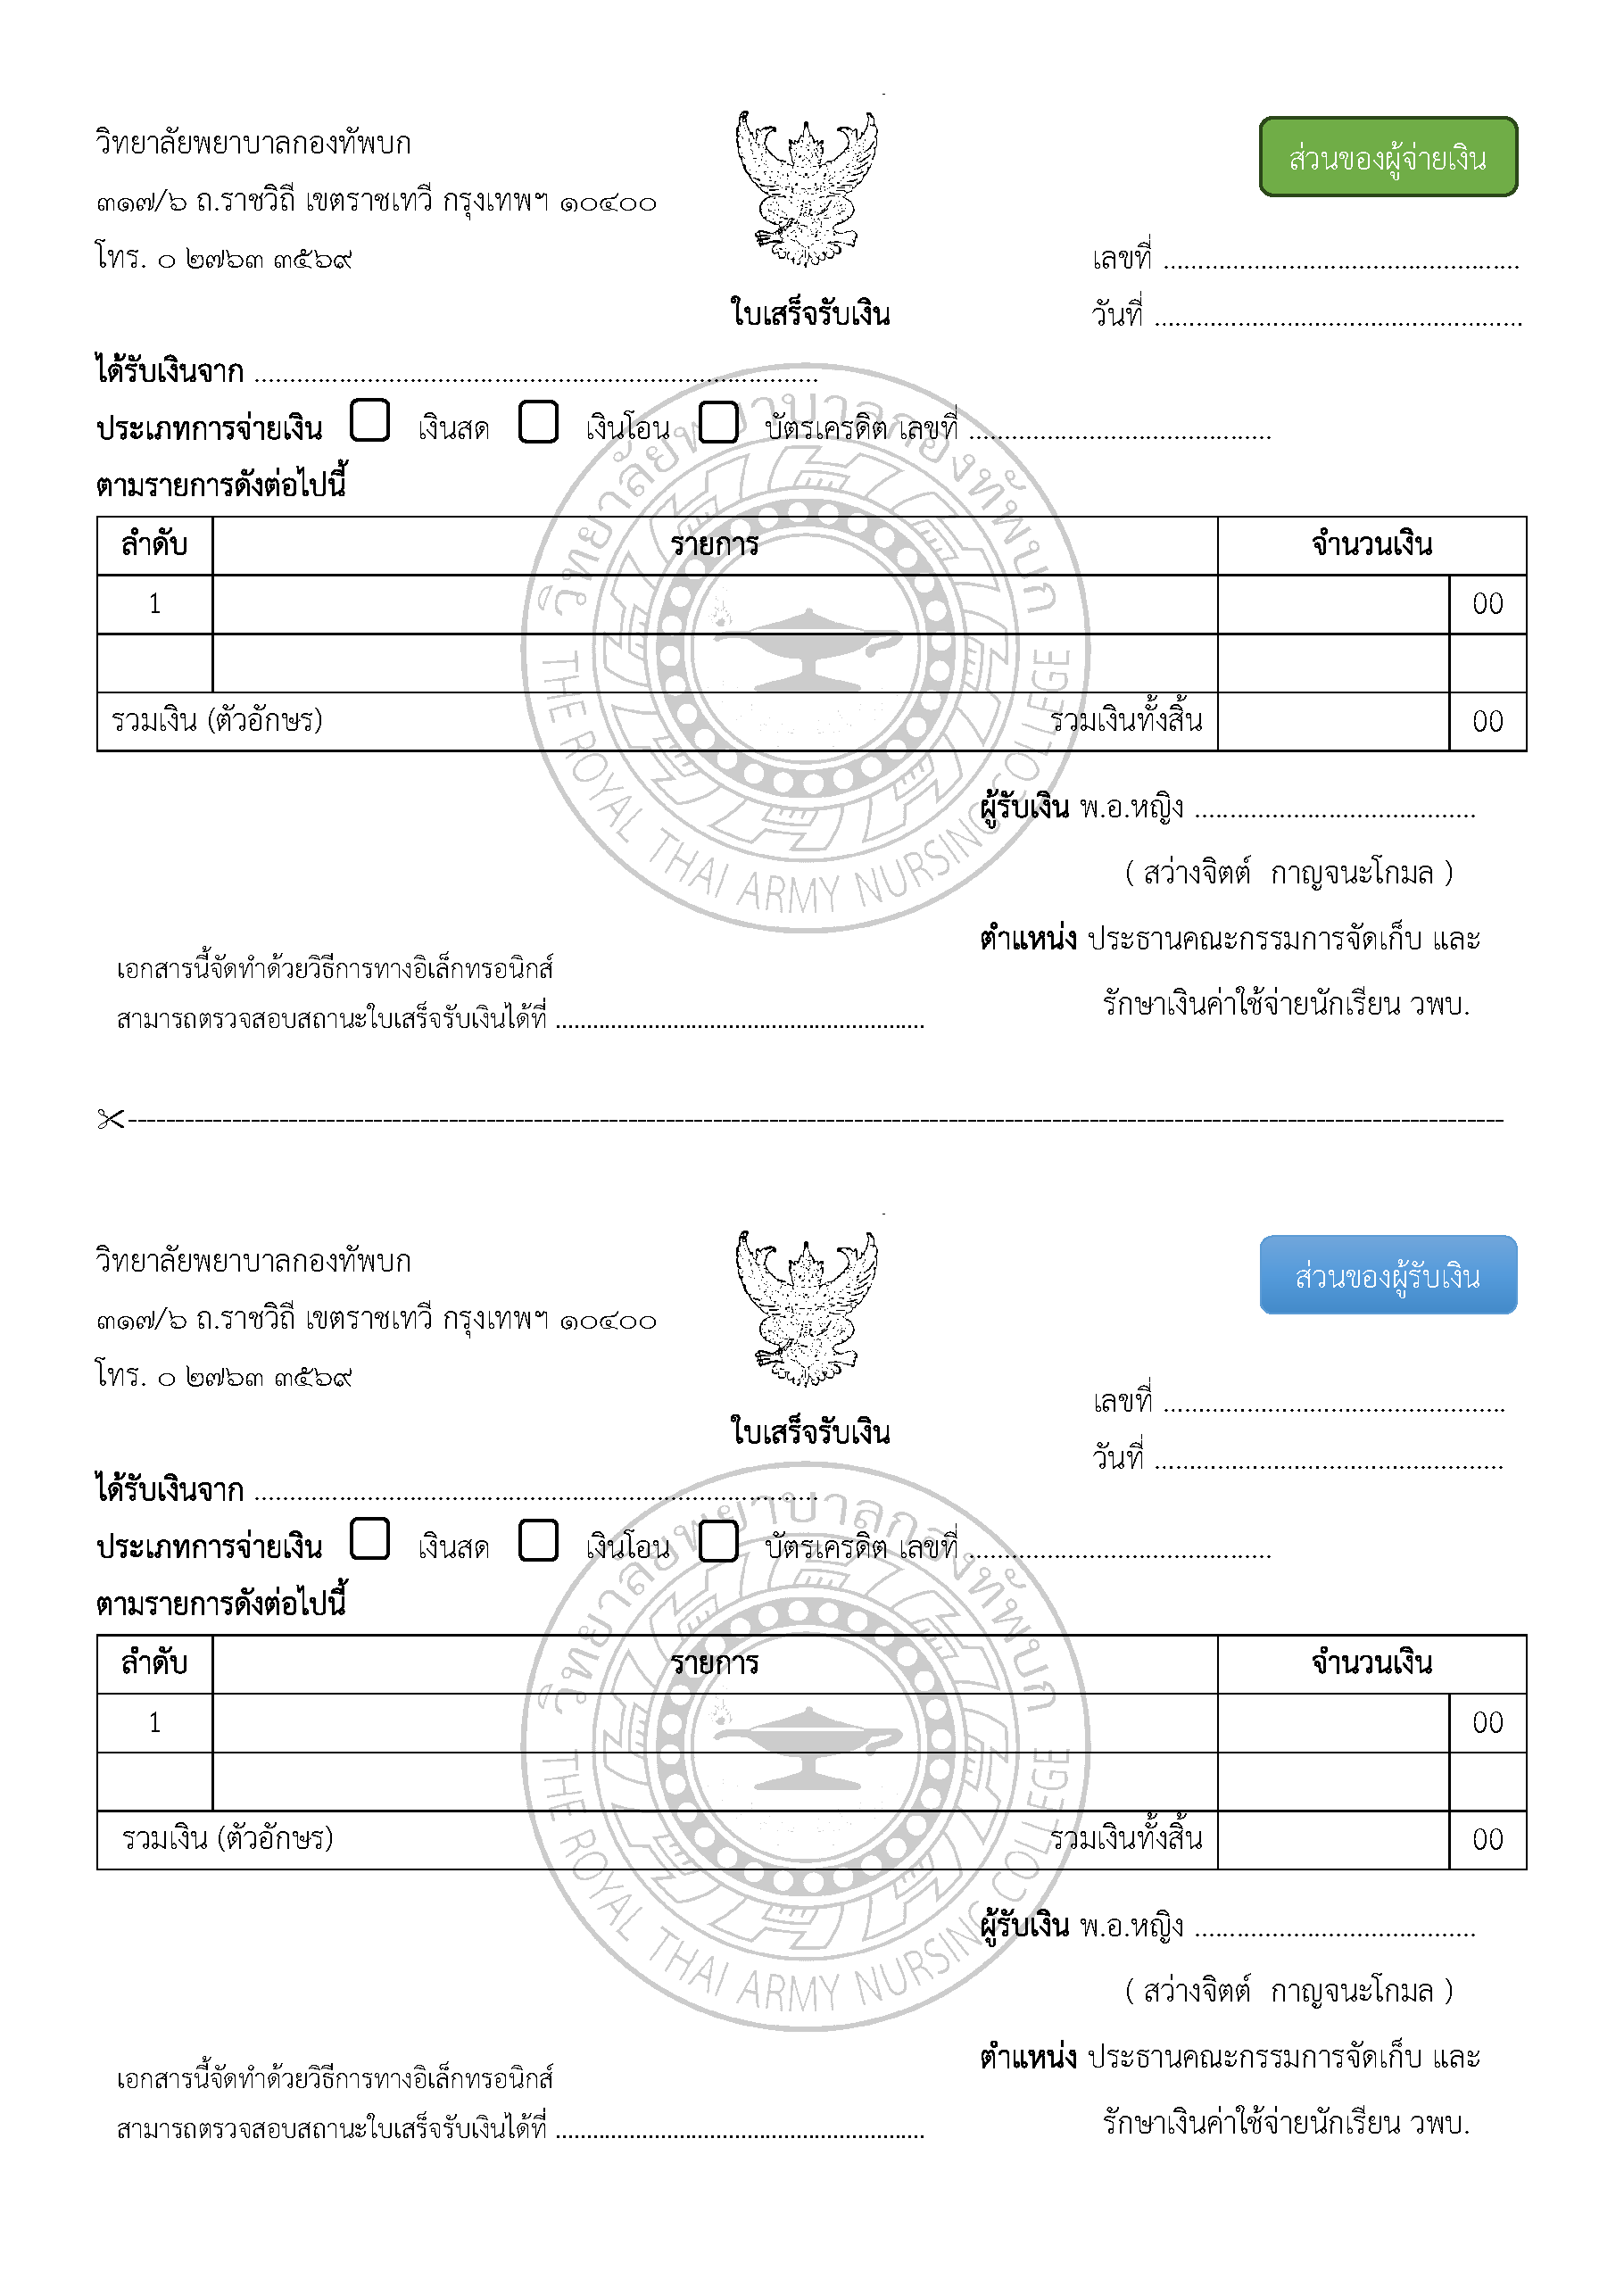 วิทยาลัยพยาบาลกองทัพบก
ส่วนของผู้จ่ายเงิน
๓๑๗/๖ ถ.ราชวิถี เขตราชเทวี กรุงเทพฯ ๑๐๔๐๐
โทร. ๐ ๒๗๖๓ ๓๕๖๙
เลขที่ ...................................................
ใบเสร็จรับเงิน
วันที่ .....................................................
ได้รับเงินจาก ................................................................................
ประเภทการจ่ายเงิน เงินสด เงินโอน บัตรเครดิต เลขที่ ...........................................
ตามรายการดังต่อไปนี้
ลำดับ รายการ จำนวนเงิน
1 00
รวมเงิน (ตัวอักษร) รวมเงินทั้งสิ้น 00
ผู้รับเงิน พ.อ.หญิง ........................................
( สว่างจิตต์ กาญจนะโกมล )
ตำแหน่ง ประธานคณะกรรมการจัดเก็บ และ
รักษาเงินค่าใช้จ่ายนักเรียน วพบ.
เอกสารนี้จัดทำด้วยวิธีการทางอิเล็กทรอนิกส์
สามารถตรวจสอบสถานะใบเสร็จรับเงินได้ที่ ............................................................
วิทยาลัยพยาบาลกองทัพบก
THE ROYAL THAI ARMY NURSING COLLEGE
วิทยาลัยพยาบาลกองทัพบก
ส่วนของผู้รับเงิน
๓๑๗/๖ ถ.ราชวิถี เขตราชเทวี กรุงเทพฯ ๑๐๔๐๐
โทร. ๐ ๒๗๖๓ ๓๕๖๙
เลขที่ .................................................
ใบเสร็จรับเงิน
วันที่ ..................................................
ได้รับเงินจาก ................................................................................
ประเภทการจ่ายเงิน เงินสด เงินโอน บัตรเครดิต เลขที่ ...........................................
ตามรายการดังต่อไปนี้
ลำดับ รายการ จำนวนเงิน
1 00
รวมเงิน (ตัวอักษร) รวมเงินทั้งสิ้น 00
ผู้รับเงิน พ.อ.หญิง ........................................
( สว่างจิตต์ กาญจนะโกมล )
ตำแหน่ง ประธานคณะกรรมการจัดเก็บ และ
รักษาเงินค่าใช้จ่ายนักเรียน วพบ.
เอกสารนี้จัดทำด้วยวิธีการทางอิเล็กทรอนิกส์
สามารถตรวจสอบสถานะใบเสร็จรับเงินได้ที่ ............................................................
วิทยาลัยพยาบาลกองทัพบก
THE ROYAL THAI ARMY NURSING COLLEGE